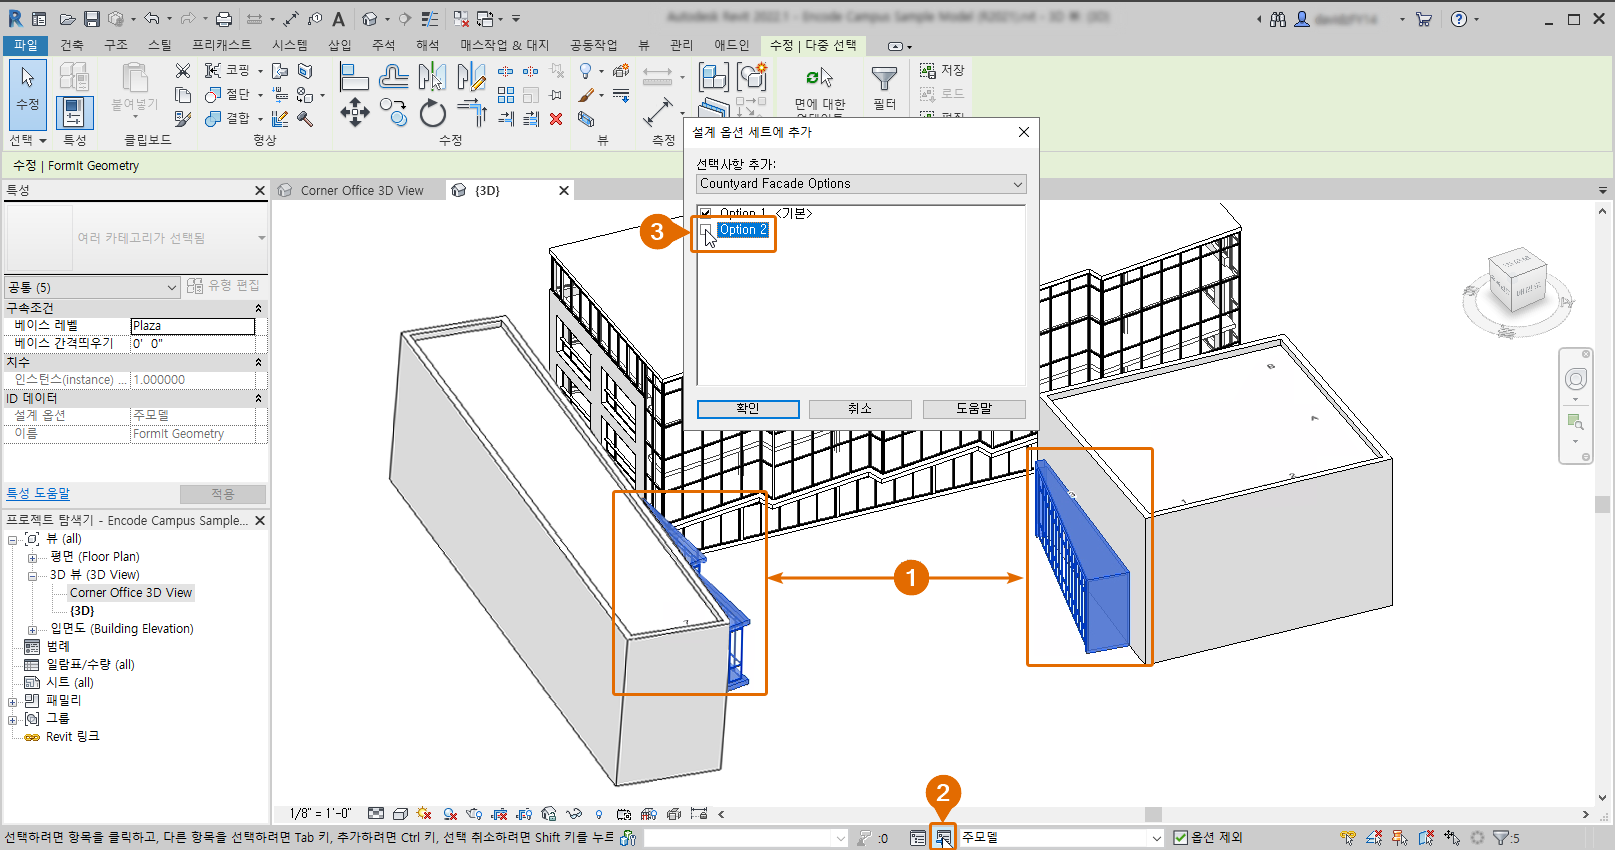 Autodesk Revit 2022.1 - Encode Campus Sample Model (R2021).rvt - 3D 뷰: {3D}
파일 건축 구조 스틸 프리캐스트 시스템 삽입 주석 해석 매스작업 & 대지 공동작업 뷰 관리 애드인 수정 | 다중 선택
수정
붙여넣기
코핑
절단
결합
면에 대한
필터
저장
로드
선택 특성 클립보드 형상 수정 뷰 측정
수정 | FormIt Geometry
특성
Corner Office 3D View
{3D}
여러 카테고리가 선택됨
공통 (5)
유형 편집
구속조건
베이스 레벨 Plaza
베이스 간격띄우기 0' 0"
치수
인스턴스(instance) ... 1.000000
ID 데이터
설계 옵션 주모델
이름 FormIt Geometry
특성 도움말
적용
프로젝트 탐색기 - Encode Campus Sample...
뷰 (all)
평면 (Floor Plan)
3D 뷰 (3D View)
Corner Office 3D View
{3D}
입면도 (Building Elevation)
범례
일람표/수량 (all)
시트 (all)
패밀리
그룹
Revit 링크
설계 옵션 세트에 추가
선택사항 추가:
Countyard Facade Options
Option 1 <기본>
Option 2
확인
취소
도움말
3
1
2
1/8" = 1'-0"
선택하려면 항목을 클릭하고, 다른 항목을 선택하려면 Tab 키, 추가하려면 Ctrl 키, 선택 취소하려면 Shift 키를 누르
:0
주모델
옵션 제외
:5